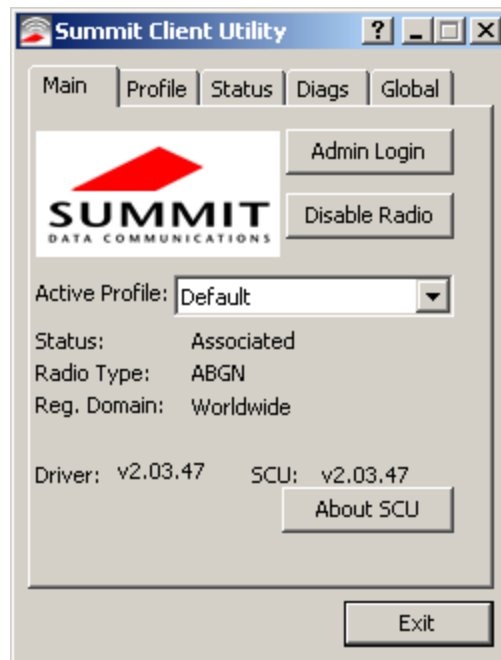 Summit Client Utility
Main Profile Status Diags Global
SUMMIT
DATA COMMUNICATIONS
Admin Login
Disable Radio
Active Profile: Default
Status: Associated
Radio Type: ABGN
Reg. Domain: Worldwide
Driver: v2.03.47 SCU: v2.03.47
About SCU
Exit